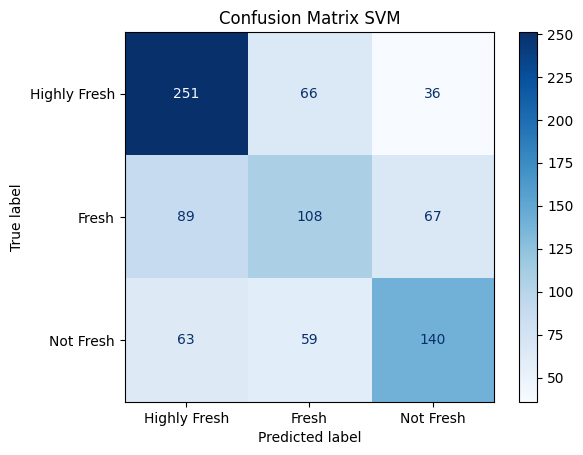 Confusion Matrix SVM
Highly Fresh 251 66 36
Fresh 89 108 67
Not Fresh 63 59 140
Highly Fresh Fresh Not Fresh
Predicted label
True label
250
225
200
175
150
125
100
75
50